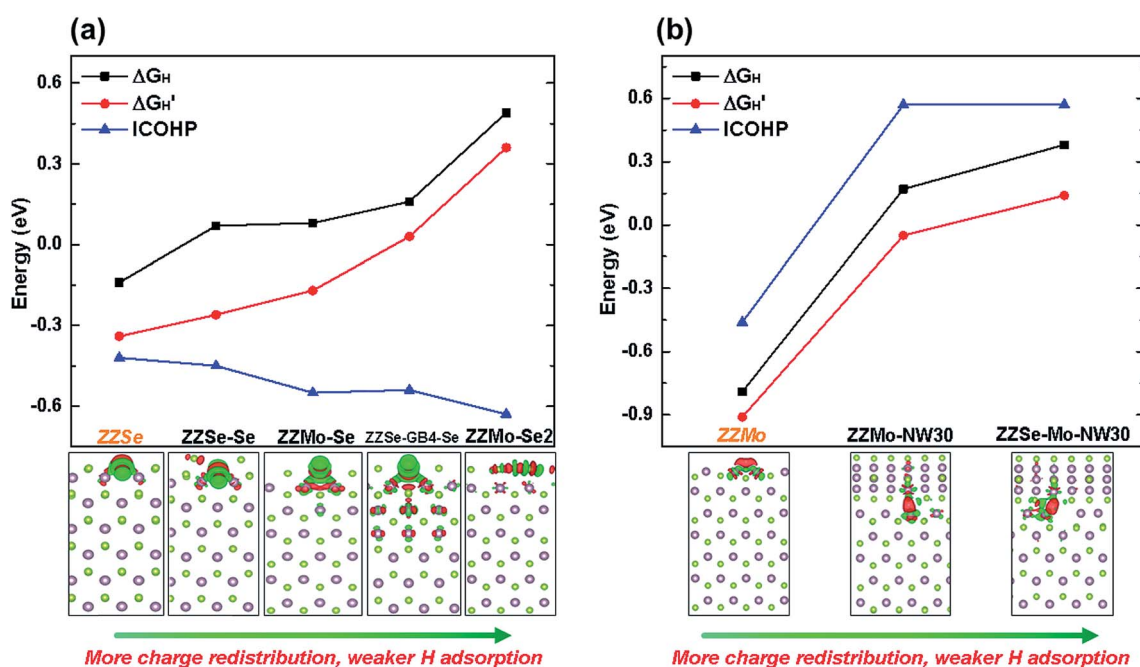 (a)
ΔGH
ΔGH'
ICOHP
Energy (eV)
0.6
0.3
0.0
-0.3
-0.6
ZZSe
ZZSe-Se
ZZMo-Se
ZZSe-GB4-Se
ZZMo-Se2
More charge redistribution, weaker H adsorption
(b)
ΔGH
ΔGH'
ICOHP
Energy (eV)
0.6
0.3
0.0
-0.3
-0.6
-0.9
ZZMo
ZZMo-NW30
ZZSe-Mo-NW30
More charge redistribution, weaker H adsorption